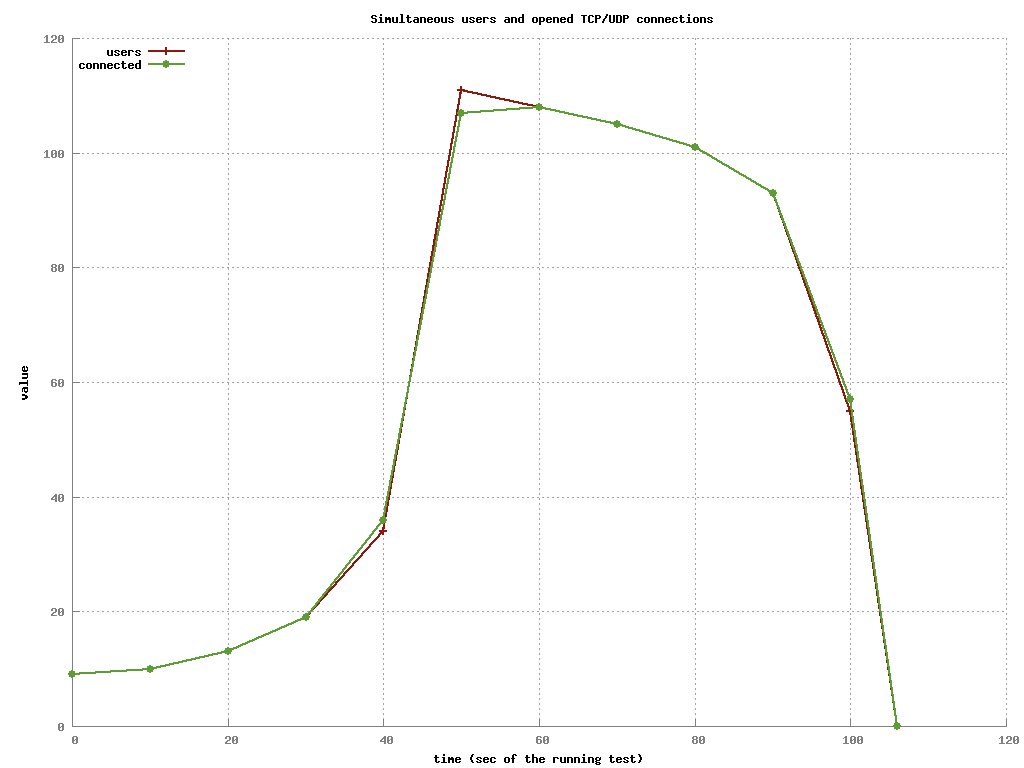 Simultaneous users and opened TCP/UDP connections
120
users
connected
100
80
60
value
40
20
0
0 20 40 60 80 100 120
time (sec of the running test)